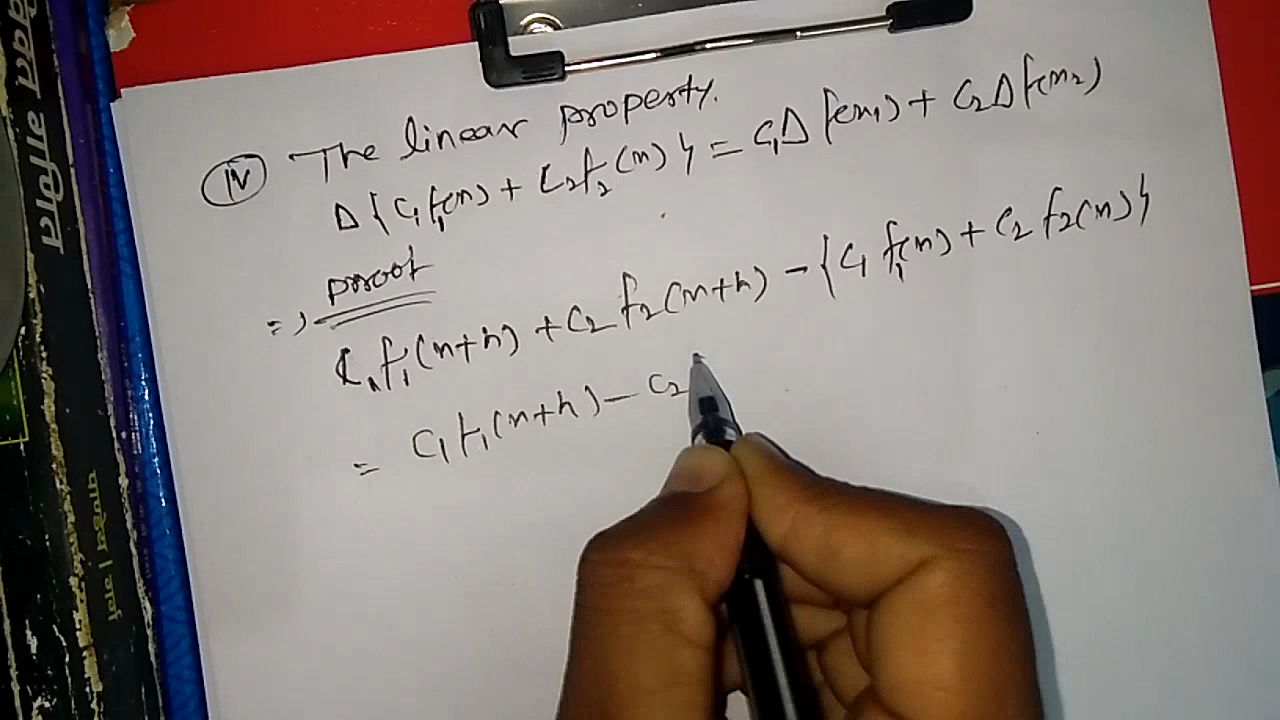 (IV) The linear property.
Δ{C₁f₁(x) + C₂f₂(x)} = C₁Δf(x₁) + C₂Δf(x₂)
=> proof
C₁f₁(x+h) + C₂f₂(x+h) - {C₁f₁(x) + C₂f₂(x)}
= C₁f₁(x+h) - C₂